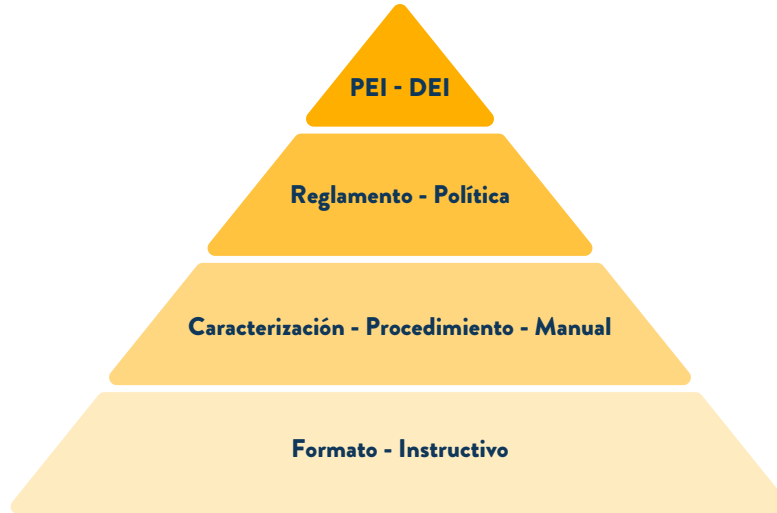 PEI - DEI
Reglamento - Política
Caracterización - Procedimiento - Manual
Formato - Instructivo